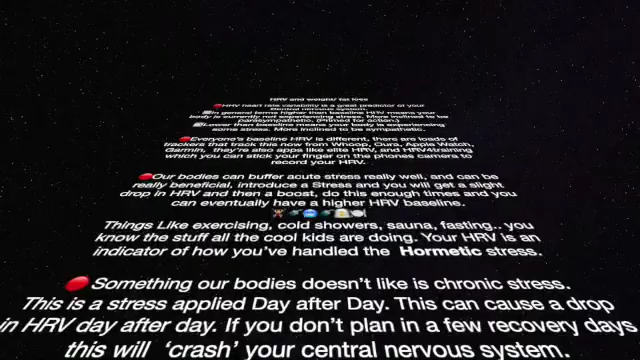 HRV and weight/ fat loss
🔴HRV heart rate variability is a great predictor of your
Central nervous system.
In general terms higher than baseline HRV means your
body is currently not experiencing stress. More inclined to be
parasympathetic. (Primed for action.)
Lower than baseline means your body is experiencing
some stress. More inclined to be sympathetic.
🔴Everyone's baseline HRV is different, there are loads of
trackers that track this now from Whoop, Oura, Apple Watch,
Garmin, they're also apps like elite HRV, and HRV4training
which you can stick your finger on the phones camera to
record your HRV.
🔴Our bodies can buffer acute stress really well, and can be
really beneficial, introduce a Stress and you will get a slight
drop in HRV and then a boost, do this enough times and you
can eventually have a higher HRV baseline.
Things Like exercising, cold showers, sauna, fasting.. you
know the stuff all the cool kids are doing. Your HRV is an
indicator of how you've handled the Hormetic stress.
🔴Something our bodies doesn't like is chronic stress.
This is a stress applied Day after Day. This can cause a drop
in HRV day after day. If you don't plan in a few recovery days
this will 'crash' your central nervous system.